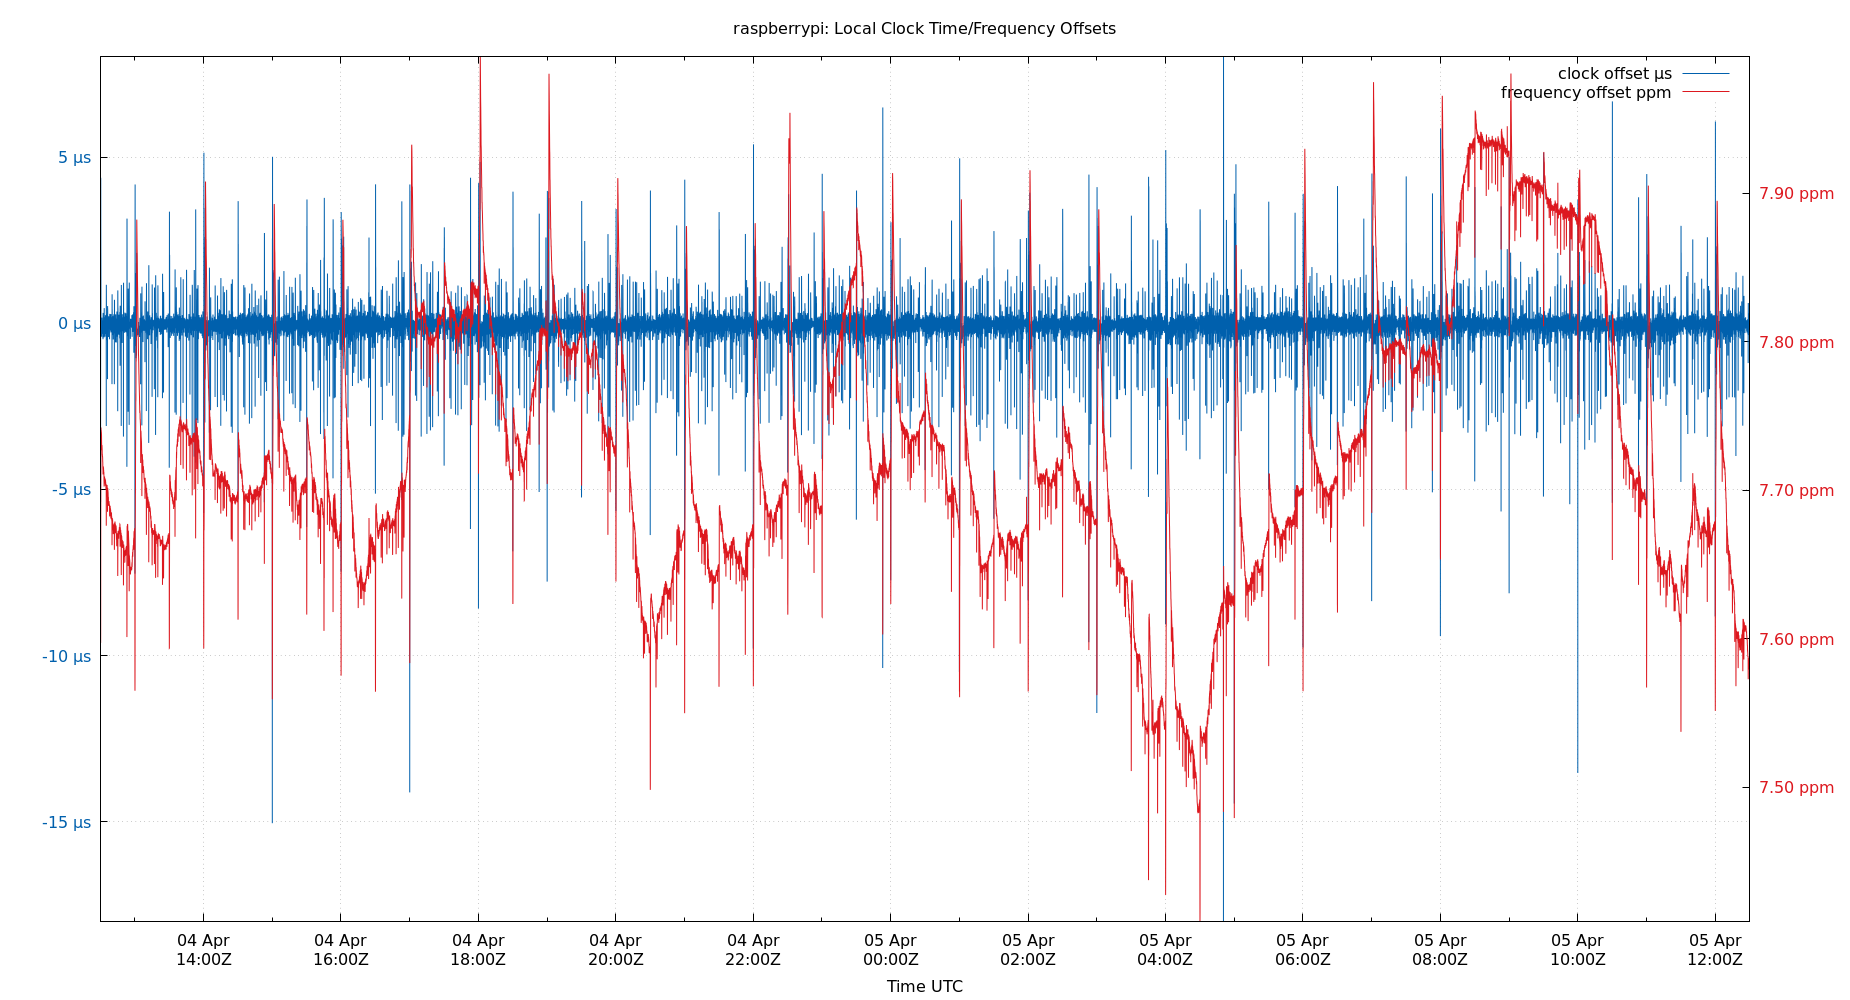 raspberrypi: Local Clock Time/Frequency Offsets
clock offset µs
frequency offset ppm
5 µs
0 µs
-5 µs
-10 µs
-15 µs
7.90 ppm
7.80 ppm
7.70 ppm
7.60 ppm
7.50 ppm
04 Apr
14:00Z
04 Apr
16:00Z
04 Apr
18:00Z
04 Apr
20:00Z
04 Apr
22:00Z
05 Apr
00:00Z
05 Apr
02:00Z
05 Apr
04:00Z
05 Apr
06:00Z
05 Apr
08:00Z
05 Apr
10:00Z
05 Apr
12:00Z
Time UTC